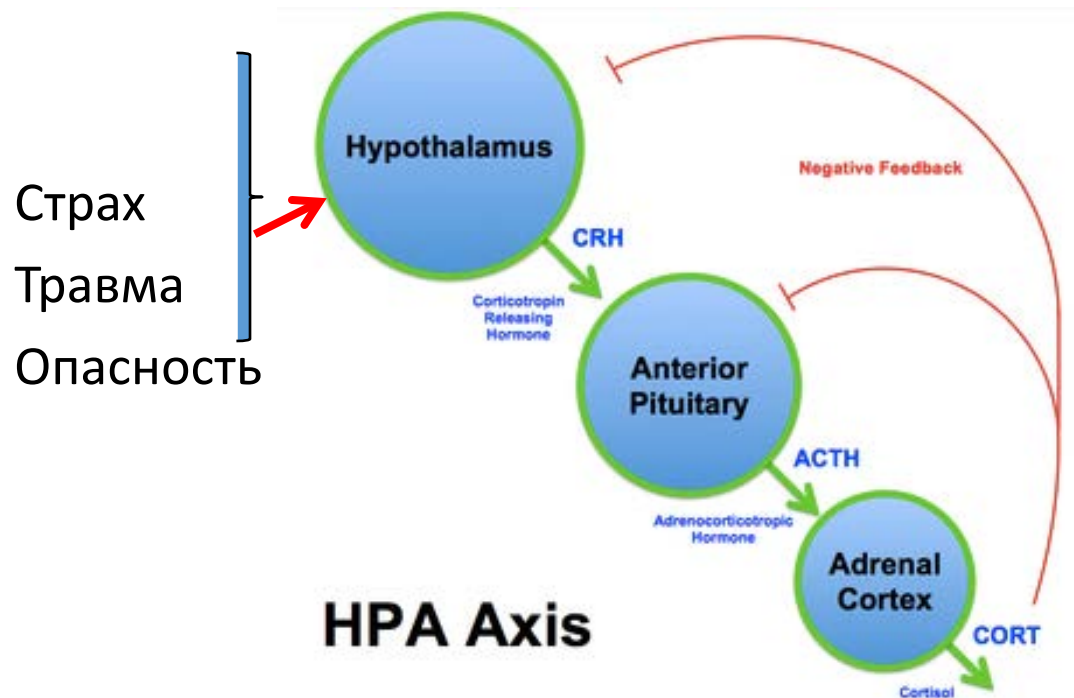 Hypothalamus
Negative Feedback
Страх
Травма
Опасность
CRH
Corticotropin
Releasing
Hormone
Anterior
Pituitary
ACTH
Adrenocorticotropic
Hormone
Adrenal
Cortex
HPA Axis
CORT
Cortisol